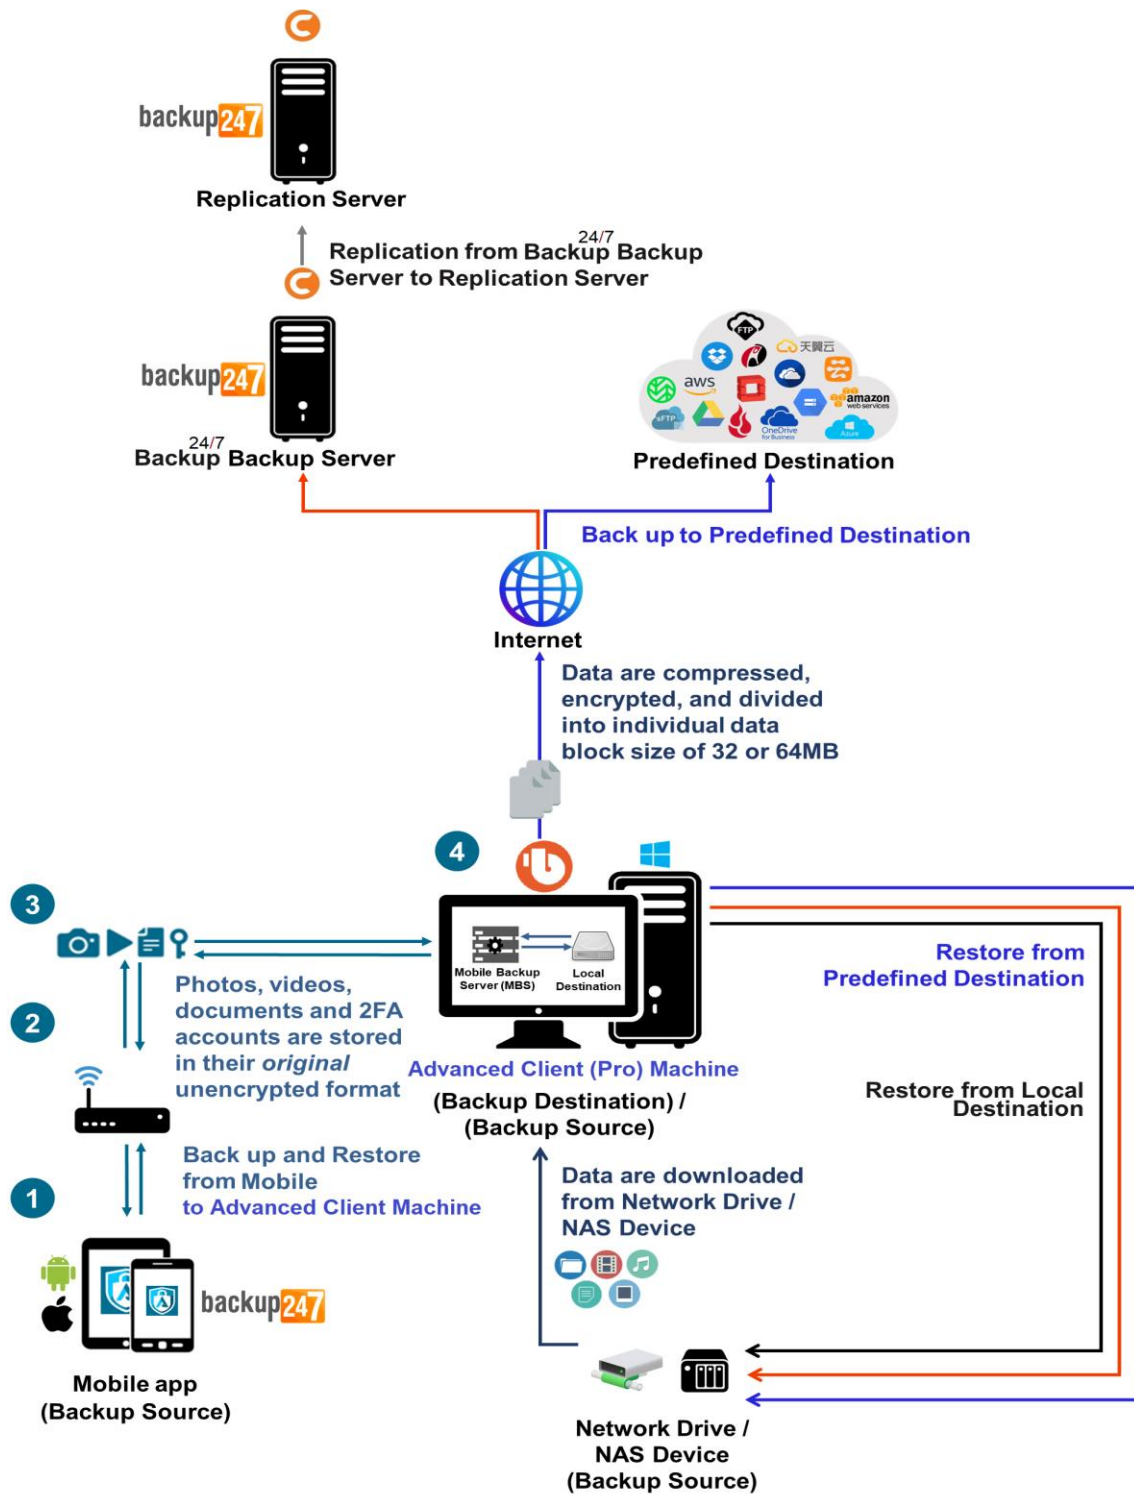 backup247
Replication Server
24/7
Replication from Backup Backup
Server to Replication Server
backup247
24/7
Backup Backup Server
FTP
天翼云
aws
amazon
web services
sFTP
OneDrive
for Business
Azure
Predefined Destination
Back up to Predefined Destination
Internet
Data are compressed,
encrypted, and divided
into individual data
block size of 32 or 64MB
4
3
Mobile Backup
Server (MBS)
Local
Destination
Restore from
Predefined Destination
Photos, videos,
documents and 2FA
accounts are stored
in their original
unencrypted format
2
Advanced Client (Pro) Machine
(Backup Destination) /
(Backup Source)
Restore from Local
Destination
Back up and Restore
from Mobile
to Advanced Client Machine
1
Data are downloaded
from Network Drive /
NAS Device
backup247
Mobile app
(Backup Source)
Network Drive /
NAS Device
(Backup Source)